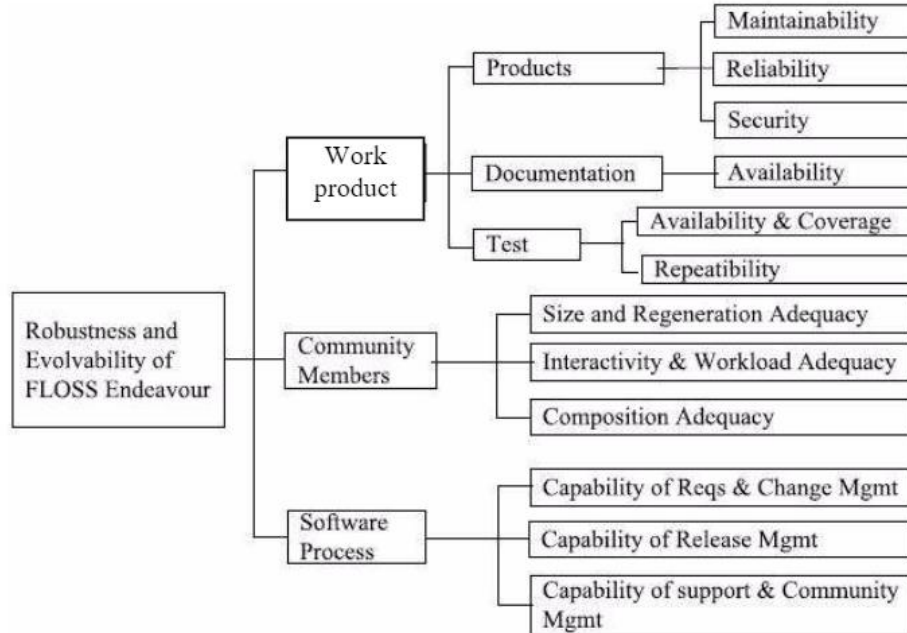 Robustness and
Evolvability of
FLOSS Endeavour
Work
product
Products
Maintainability
Reliability
Security
Documentation
Availability
Test
Availability & Coverage
Repeatibility
Community
Members
Size and Regeneration Adequacy
Interactivity & Workload Adequacy
Composition Adequacy
Software
Process
Capability of Reqs & Change Mgmt
Capability of Release Mgmt
Capability of support & Community
Mgmt